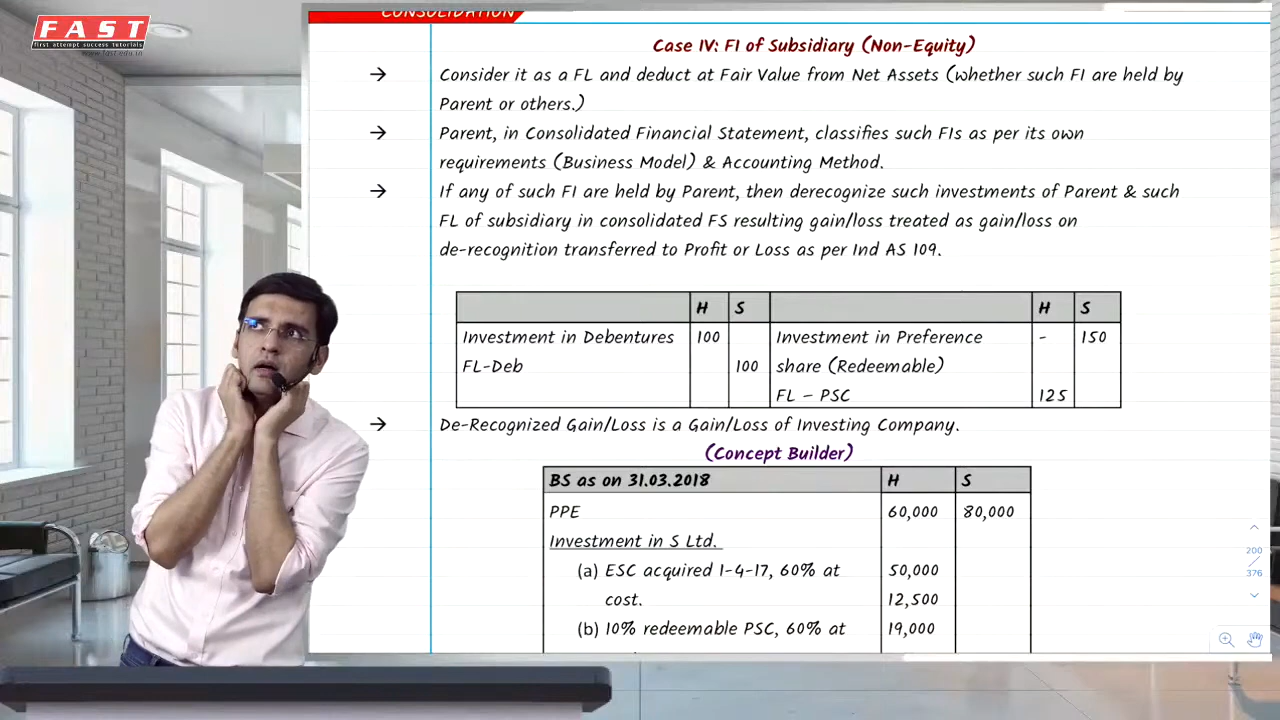 FAST
first attempt success tutorials
www.fast.edu.in
CONSOLIDATION
Case IV: FI of Subsidiary (Non-Equity)
→ Consider it as a FL and deduct at Fair Value from Net Assets (whether such FI are held by
Parent or others.)
→ Parent, in Consolidated Financial Statement, classifies such FIs as per its own
requirements (Business Model) & Accounting Method.
→ If any of such FI are held by Parent, then derecognize such investments of Parent & such
FL of subsidiary in consolidated FS resulting gain/loss treated as gain/loss on
de-recognition transferred to Profit or Loss as per Ind AS 109.
H S H S
Investment in Debentures 100 Investment in Preference - 150
FL-Deb 100 share (Redeemable)
FL – PSC 125
→ De-Recognized Gain/Loss is a Gain/Loss of Investing Company.
(Concept Builder)
BS as on 31.03.2018 H S
PPE 60,000 80,000
Investment in S Ltd.
(a) ESC acquired 1-4-17, 60% at 50,000
cost. 12,500
(b) 10% redeemable PSC, 60% at 19,000
200
376